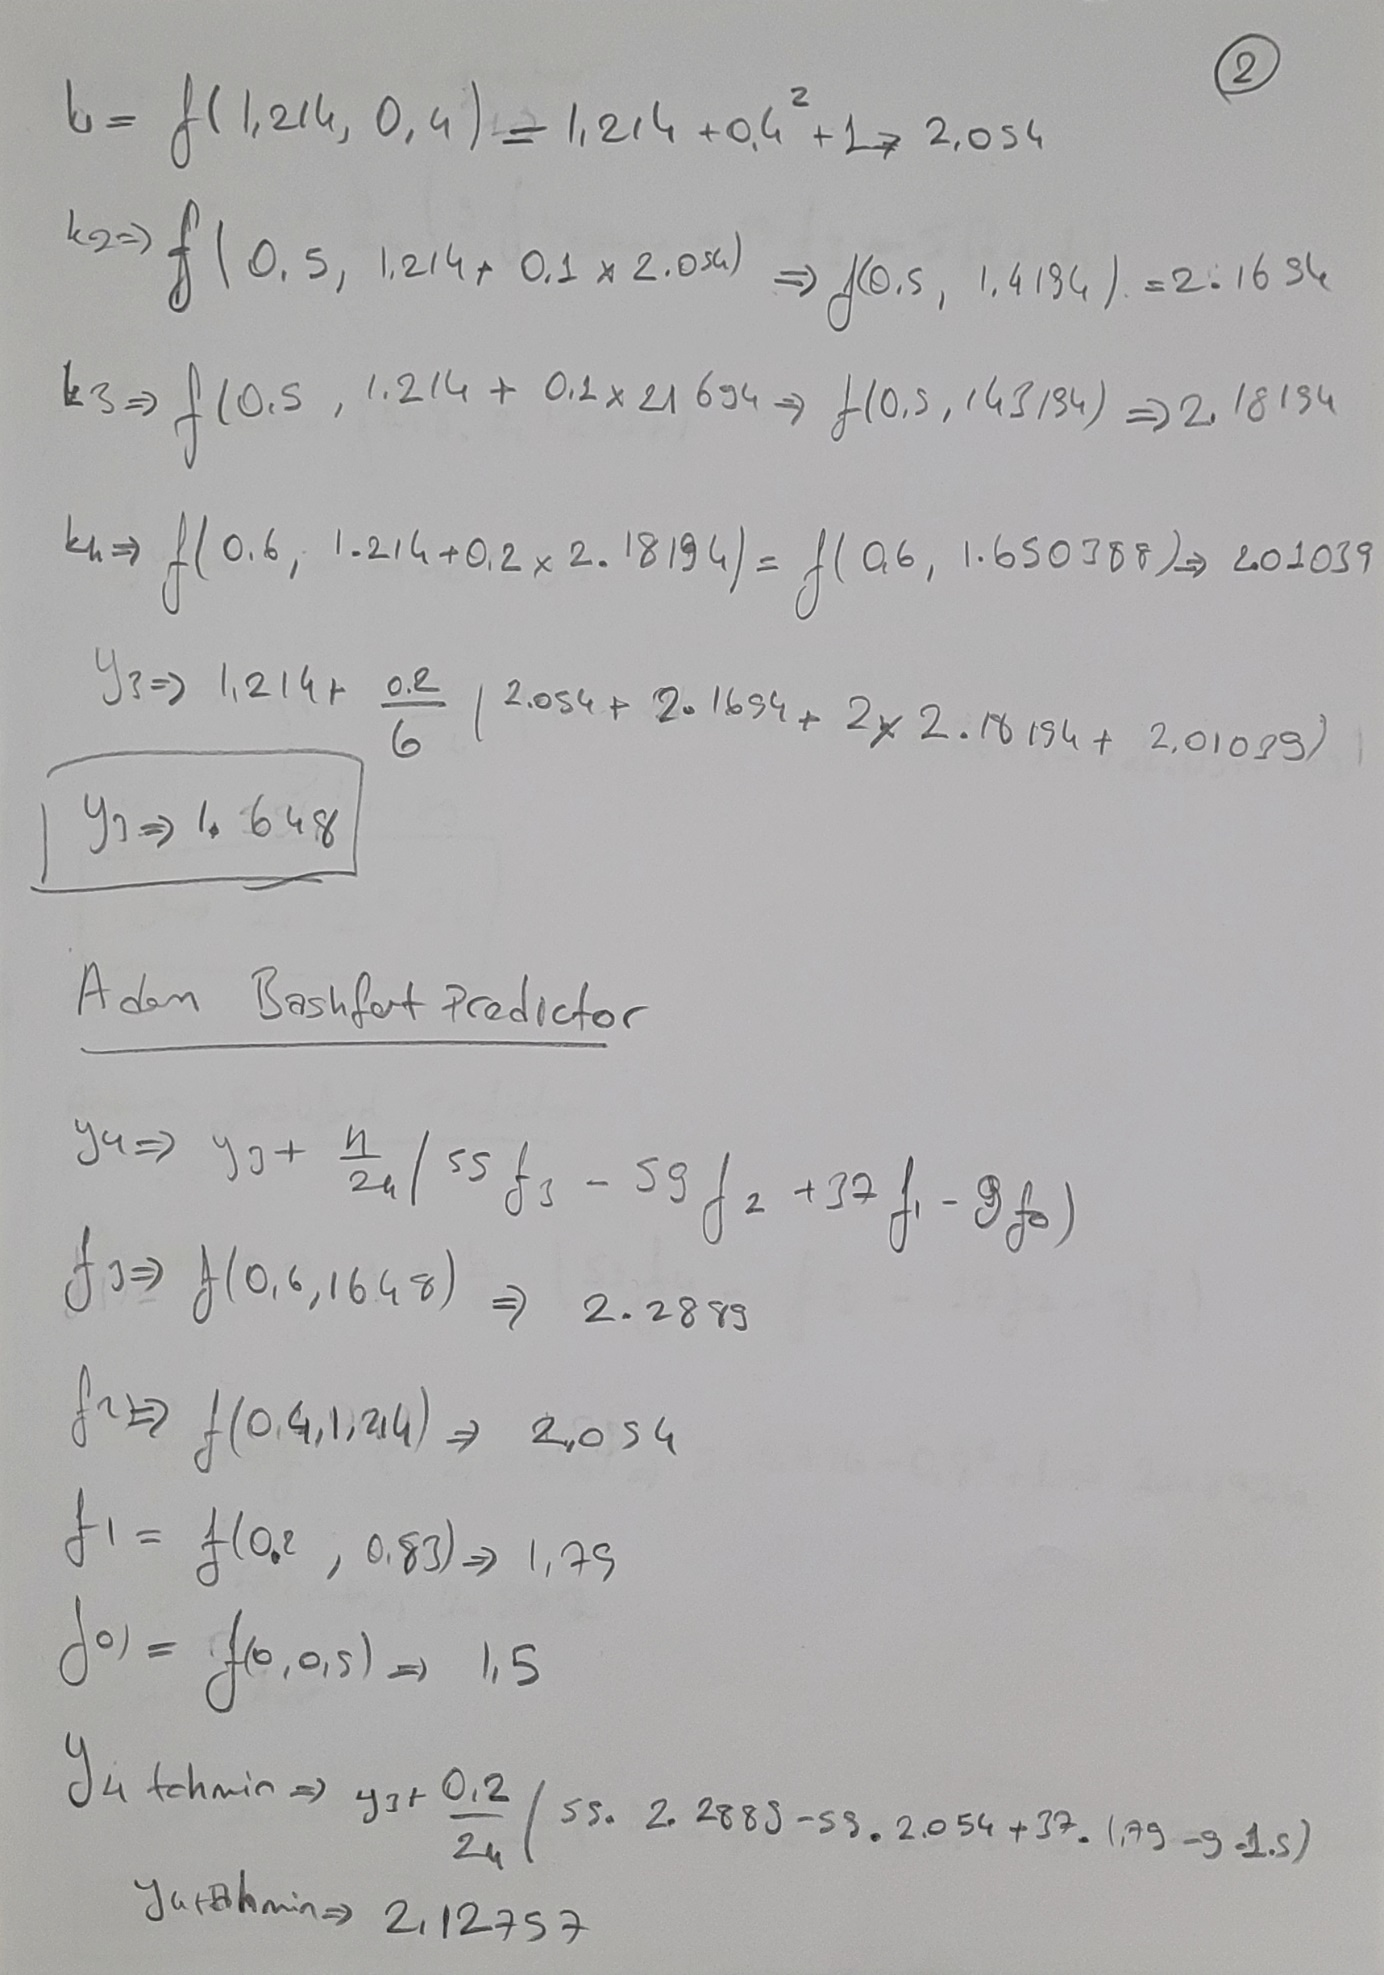 2
k = f(1,214, 0,4) = 1,214 + 0,4² + 1 → 2,054
k2 ⇒ f(0.5, 1.214 + 0.1 x 2.054) ⇒ f(0.5, 1.4194) = 2.1694
k3 ⇒ f(0.5, 1.214 + 0.1 x 21694 ⇒ f(0,5, 143194) ⇒ 2,18194
k4 ⇒ f(0.6, 1.214 + 0,2 x 2.18194) = f(0,6, 1.650388) ⇒ 201039
y3 ⇒ 1,214 + 0.2/6 (2.054 + 2.1694 + 2 x 2.18194 + 2,01039)
y3 ⇒ 1.648
Adam Bashfort Predictor
y4 ⇒ y3 + h/24 (55 f3 - 59 f2 + 37 f1 - 9 f0)
f3 ⇒ f(0,6, 1648) ⇒ 2.2889
f2 ⇒ f(0.4, 1,214) ⇒ 2,054
f1 = f(0.2, 0.83) ⇒ 1,79
f0) = f(0, 0,5) ⇒ 1,5
y4 tahmin ⇒ y3 + 0,2/24 (55. 2.2889 - 59. 2.054 + 37. 1,79 - 9 .1.5)
y4 tahmin ⇒ 2,12757